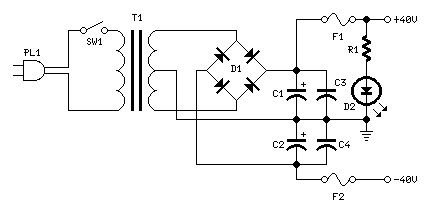 T1
F1
+40V
PL1
SW1
R1
D1
C1
+
C3
D2
C2
+
C4
-40V
F2